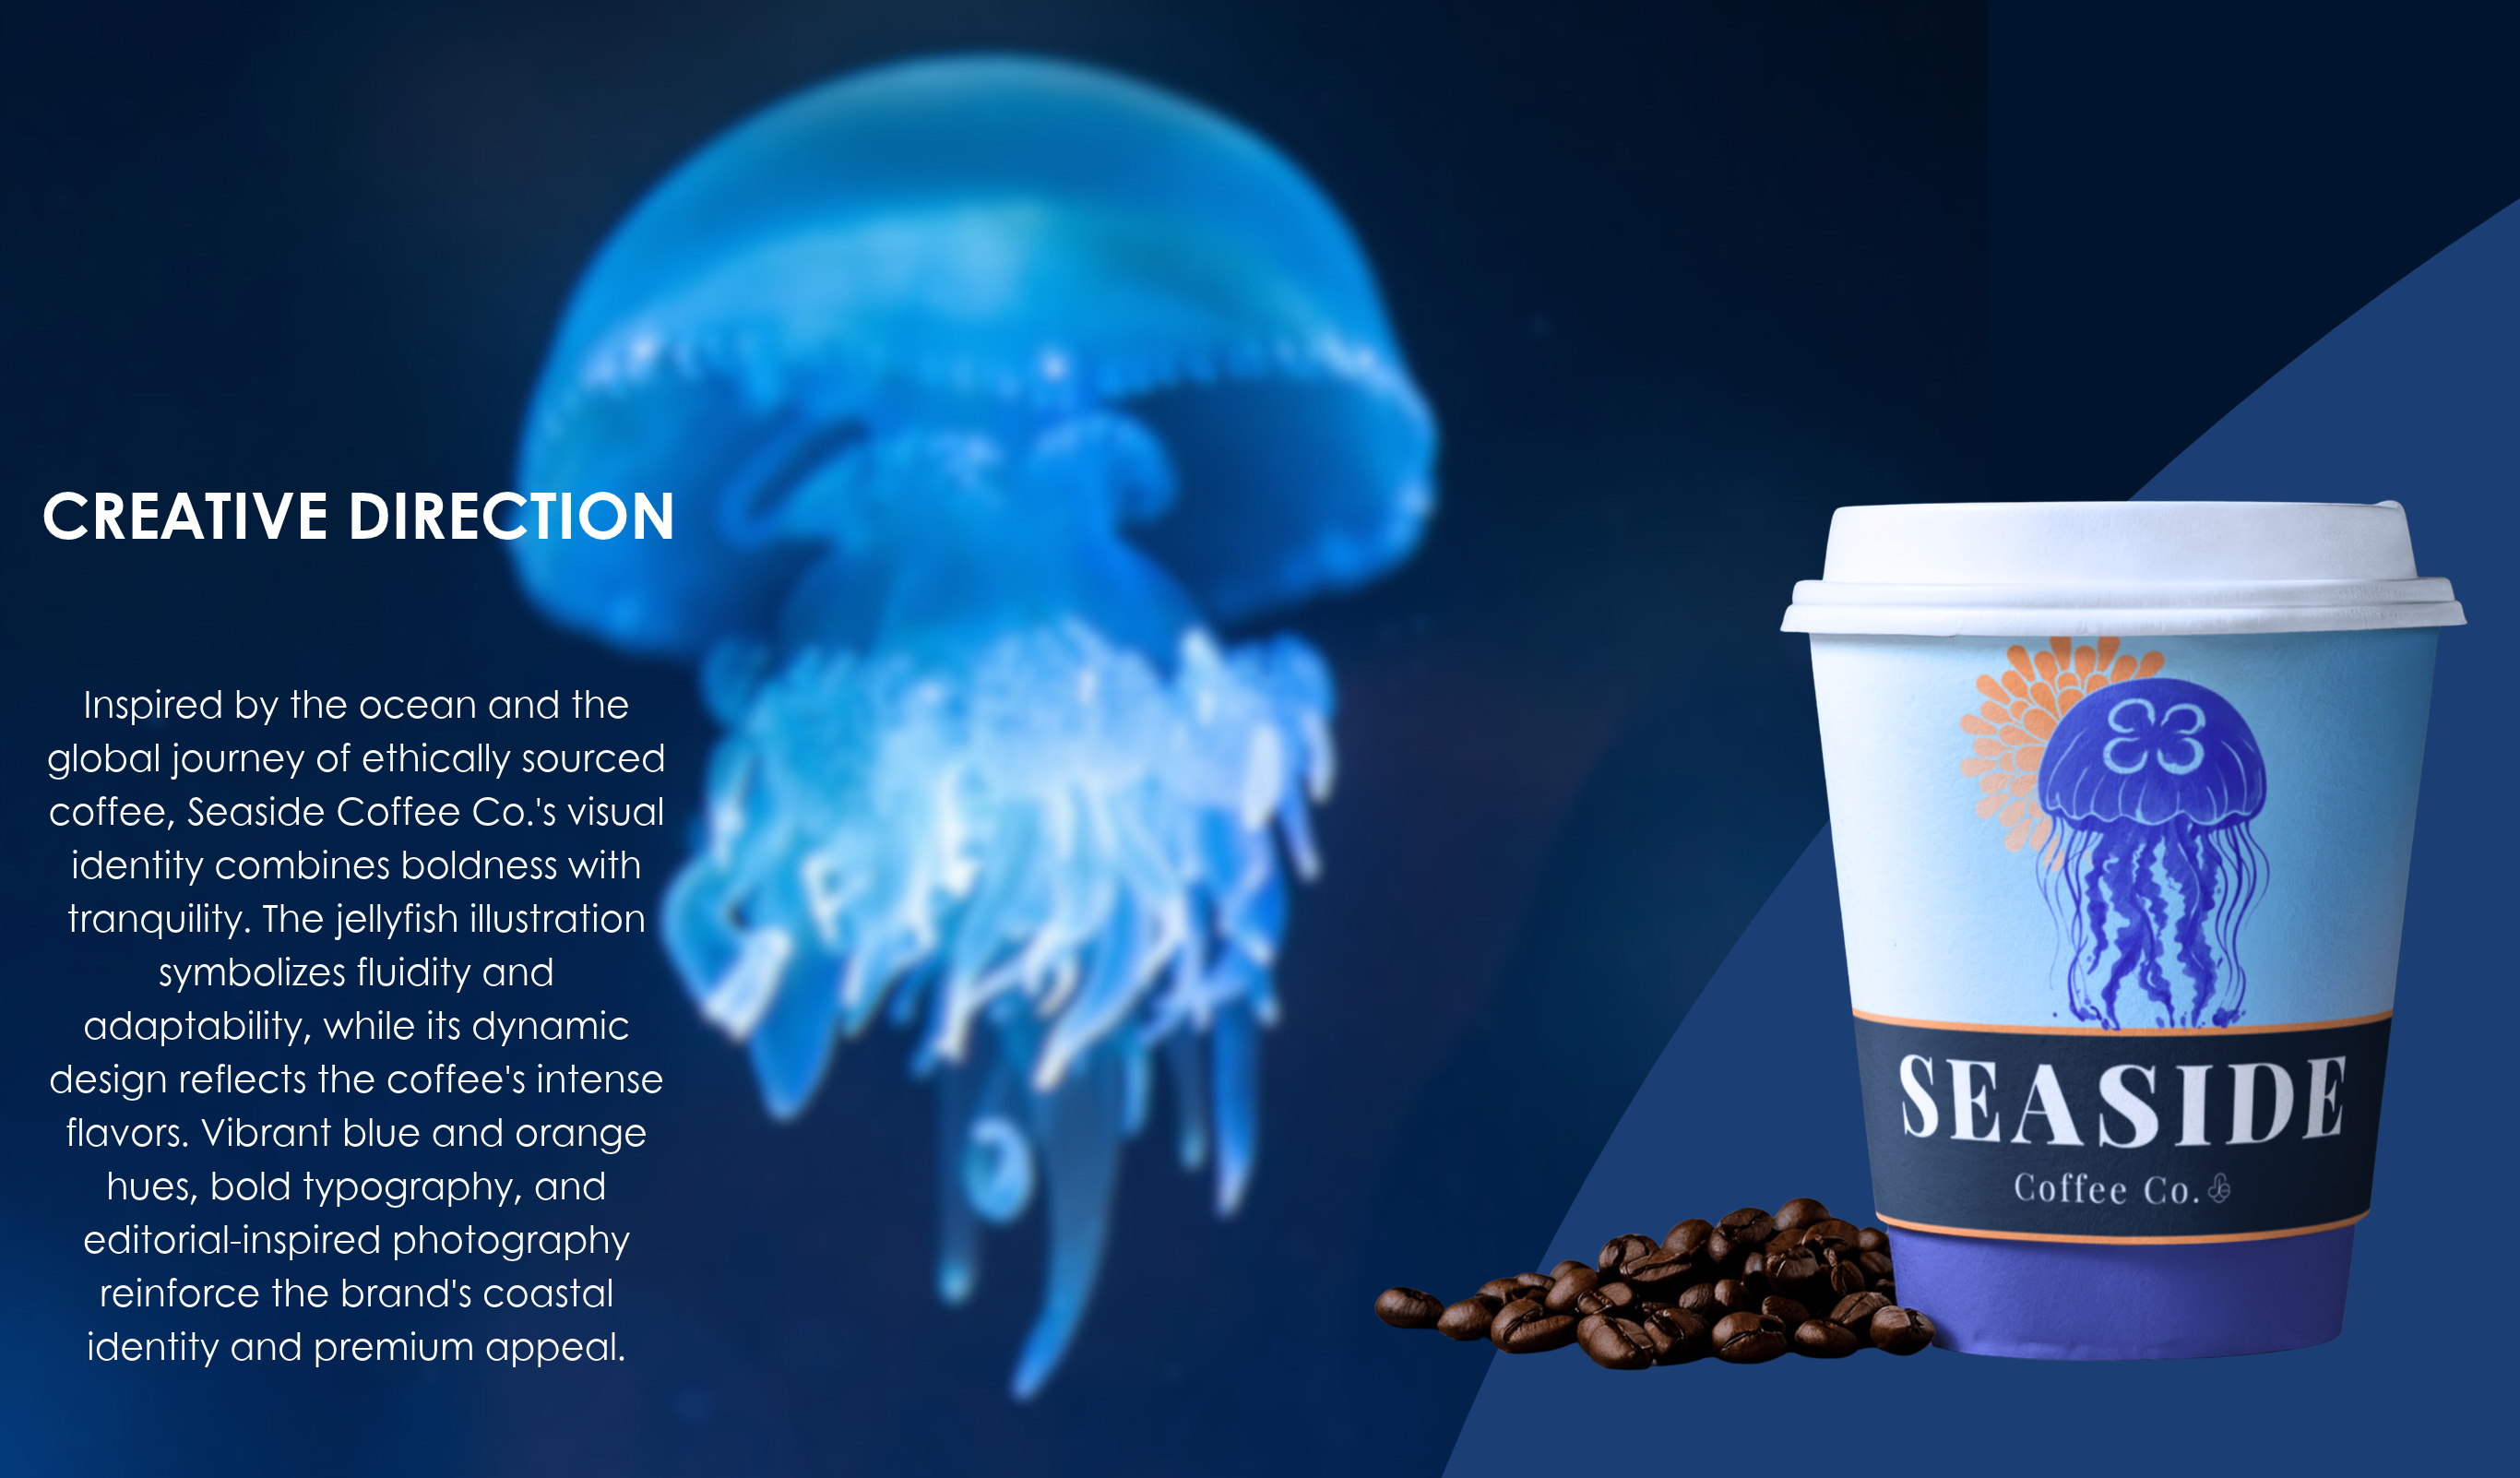 CREATIVE DIRECTION
Inspired by the ocean and the
global journey of ethically sourced
coffee, Seaside Coffee Co.'s visual
identity combines boldness with
tranquility. The jellyfish illustration
symbolizes fluidity and
adaptability, while its dynamic
design reflects the coffee's intense
flavors. Vibrant blue and orange
hues, bold typography, and
editorial-inspired photography
reinforce the brand's coastal
identity and premium appeal.
SEASIDE
Coffee Co.